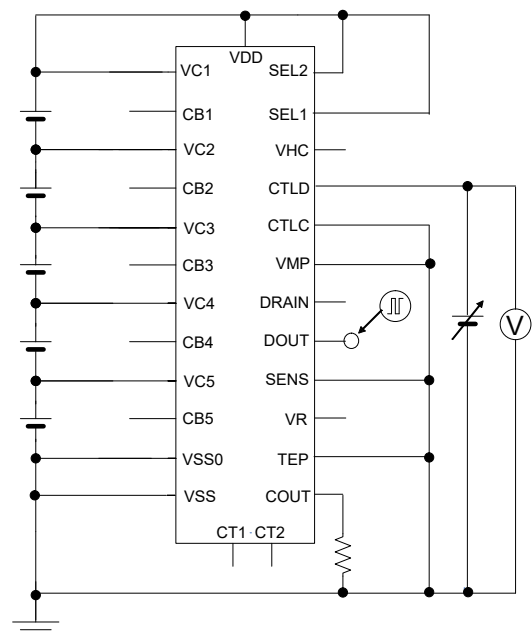 VDD
VC1
SEL2
CB1
SEL1
VC2
VHC
CB2
CTLD
VC3
CTLC
CB3
VMP
VC4
DRAIN
CB4
DOUT
VC5
SENS
CB5
VR
VSS0
TEP
VSS
COUT
CT1 CT2
V